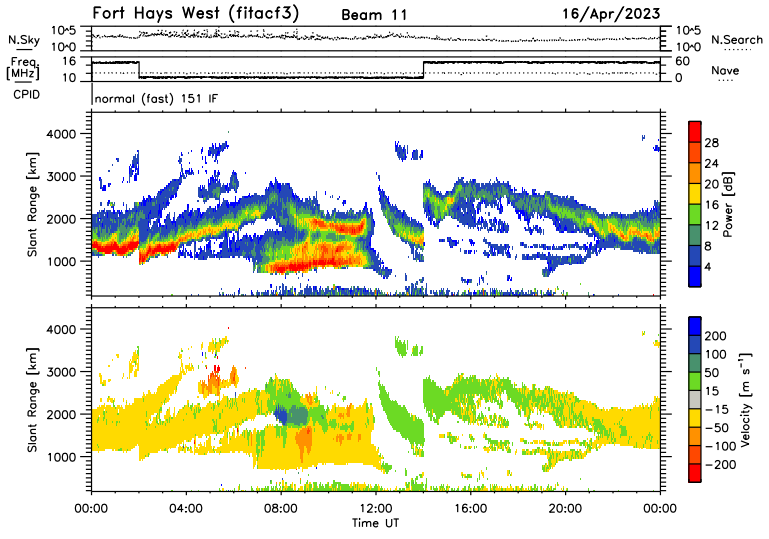 Fort Hays West (fitacf3) Beam 11 16/Apr/2023
N.Sky 10^5 10^0 10^5 10^0 N.Search
Freq. [MHz] 16 10 60 0 Nave
CPID normal (fast) 151 IF
Slant Range [km] 4000 3000 2000 1000
Power [dB] 28 24 20 16 12 8 4
Slant Range [km] 4000 3000 2000 1000
Velocity [m s⁻¹] 200 100 50 15 −15 −50 −100 −200
00:00 04:00 08:00 12:00 16:00 20:00 00:00
Time UT